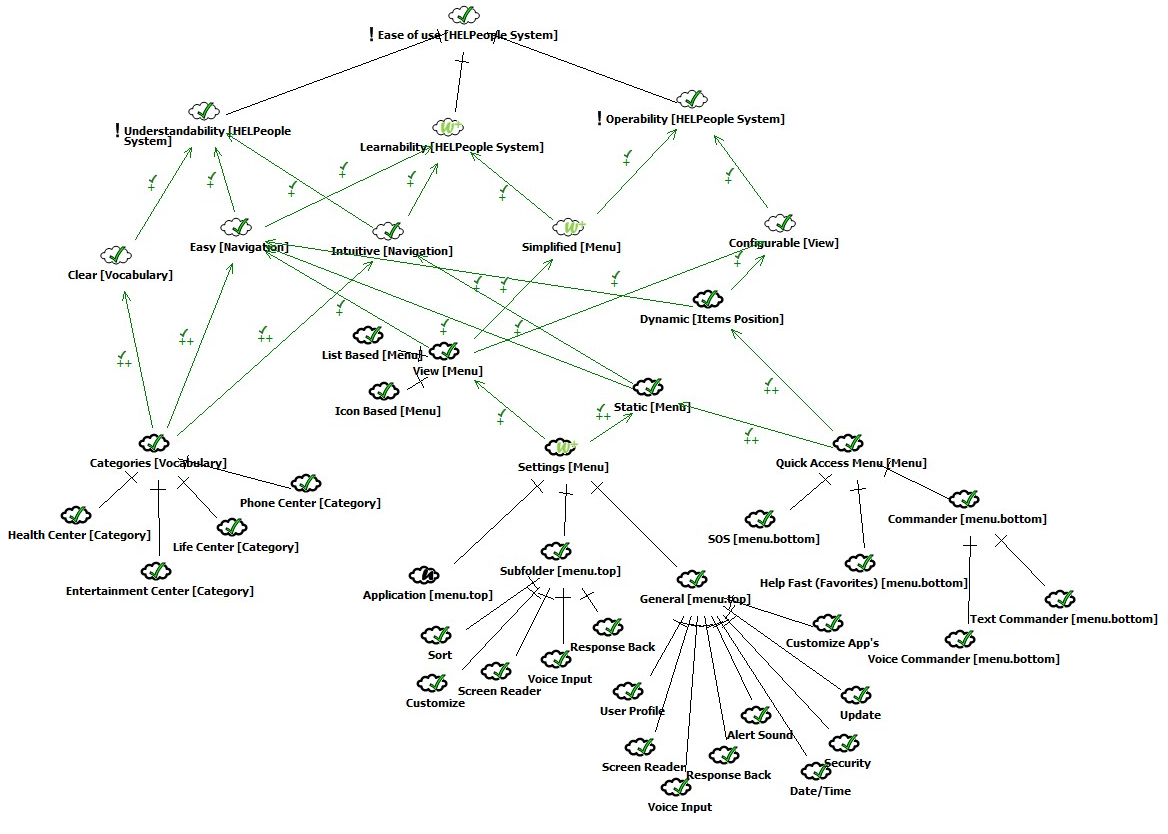 ! Ease of use [HELPeople System]
! Understandability [HELPeople
System]
Learnability [HELPeople System]
! Operability [HELPeople System]
+
+
+
+
+
+
+
+
Clear [Vocabulary]
Easy [Navigation]
Intuitive [Navigation]
W+
Simplified [Menu]
Configurable [View]
W+
+
+
+
+
+
+
+
Dynamic [Items Position]
++
++
++
List Based [Menu]
View [Menu]
Icon Based [Menu]
Static [Menu]
+
++
++
++
Categories [Vocabulary]
W+
Settings [Menu]
Quick Access Menu [Menu]
Phone Center [Category]
Health Center [Category]
Life Center [Category]
Entertainment Center [Category]
SOS [menu.bottom]
Commander [menu.bottom]
Help Fast (Favorites) [menu.bottom]
Text Commander [menu.bottom]
Voice Commander [menu.bottom]
Application [menu.top]
Subfolder [menu.top]
General [menu.top]
Sort
Customize
Screen Reader
Voice Input
Response Back
Customize App's
User Profile
Screen Reader
Voice Input
Response Back
Alert Sound
Date/Time
Security
Update